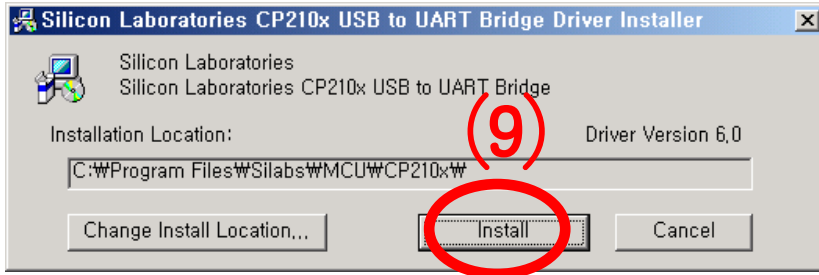 Silicon Laboratories CP210x USB to UART Bridge Driver Installer
Silicon Laboratories
Silicon Laboratories CP210x USB to UART Bridge
(9)
Installation Location:
Driver Version 6,0
C:₩Program Files₩Silabs₩MCU₩CP210x₩
Change Install Location,,,
Install
Cancel